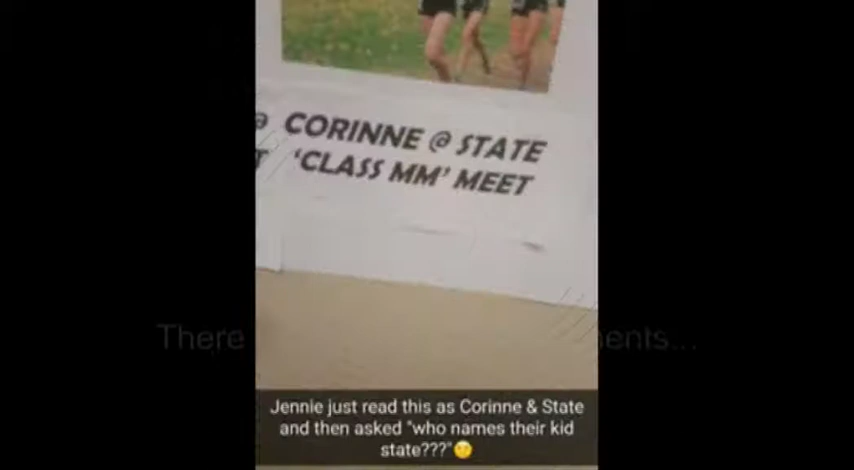 @ CORINNE @ STATE
T 'CLASS MM' MEET
There
ents...
Jennie just read this as Corinne & State
and then asked "who names their kid
state???"